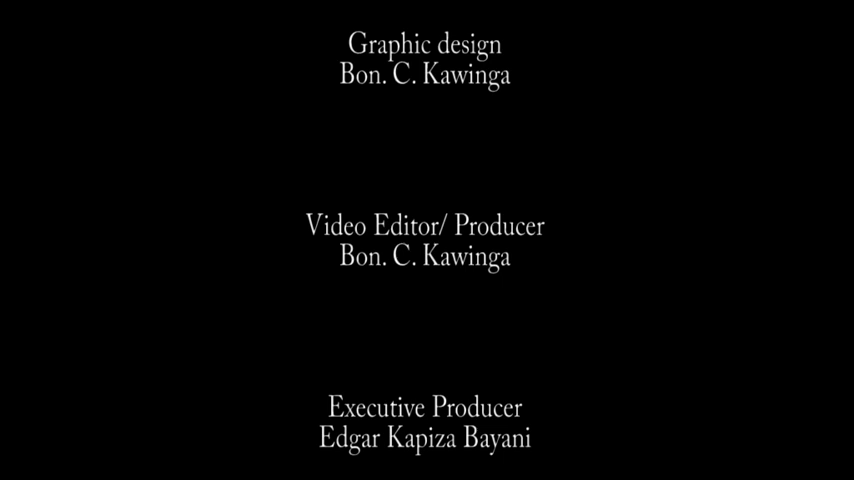 Graphic design
Bon. C. Kawinga
Video Editor/ Producer
Bon. C. Kawinga
Executive Producer
Edgar Kapiza Bayani